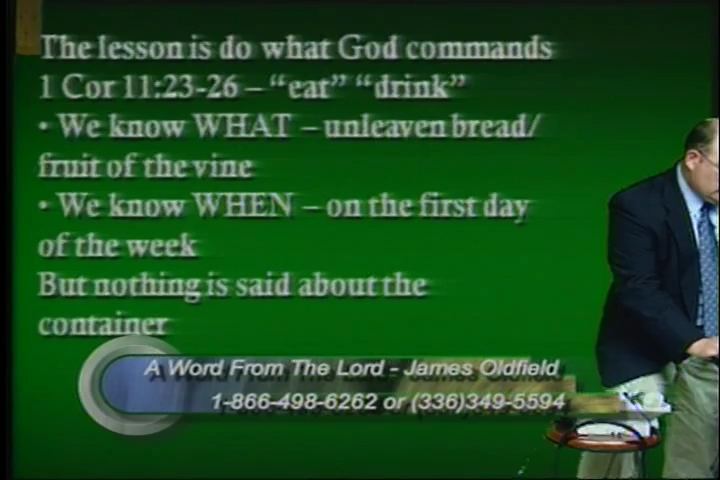 The lesson is do what God commands
1 Cor 11:23-26 – “eat” “drink”
• We know WHAT – unleaven bread/
fruit of the vine
• We know WHEN – on the first day
of the week
But nothing is said about the
container
A Word From The Lord - James Oldfield
1-866-498-6262 or (336)349-5594